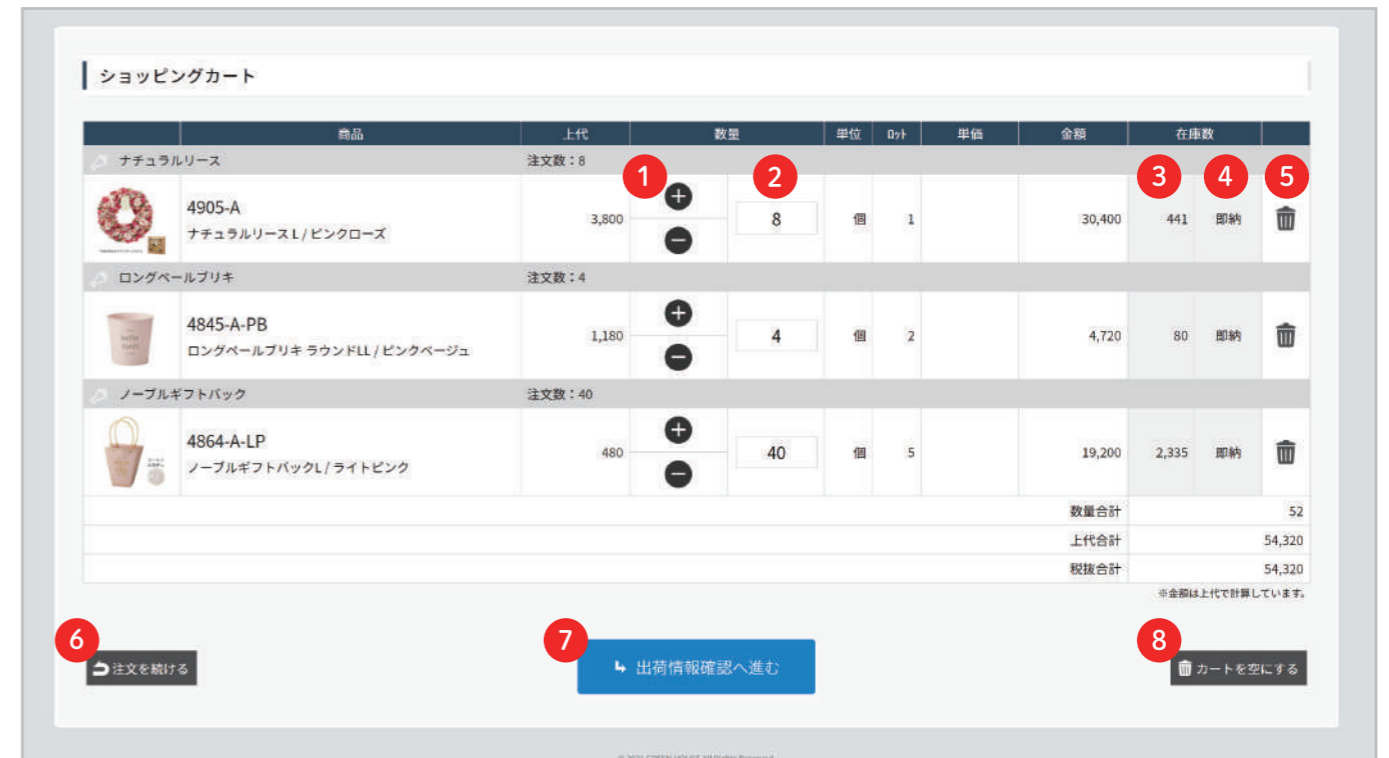 ショッピングカート
商品 上代 数量 単位 ロット 単価 金額 在庫数
ナチュラルリース 注文数:8
1 2 3 4 5
4905-A
ナチュラルリースL / ピンクローズ
3,800 8 個 1 30,400 441 即納
ロングペールブリキ 注文数:4
4845-A-PB
ロングペールブリキ ラウンドLL / ピンクベージュ
1,180 4 個 2 4,720 80 即納
ノーブルギフトバック 注文数:40
4864-A-LP
ノーブルギフトバックL / ライトピンク
480 40 個 5 19,200 2,335 即納
数量合計 52
上代合計 54,320
税抜合計 54,320
※金額は上代で計算しています。
6 7 8
注文を続ける 出荷情報確認へ進む カートを空にする